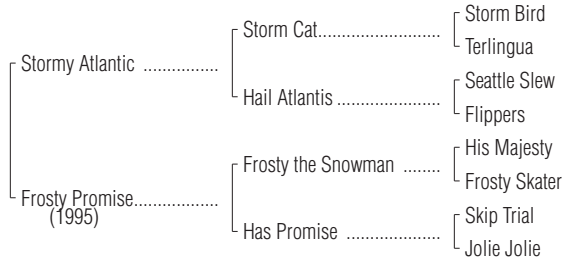 Storm Bird
Storm Cat..............................
Terlingua
Stormy Atlantic ................
Seattle Slew
Hail Atlantis ........................
Flippers
His Majesty
Frosty the Snowman ........
Frosty Skater
Frosty Promise..................
(1995)
Skip Trial
Has Promise .....................
Jolie Jolie